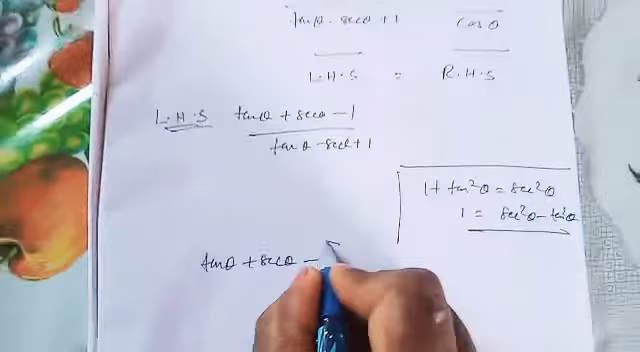 tanθ - secθ + 1   cosθ
L.H.S = R.H.S
L.H.S tanθ + secθ - 1
tanθ - secθ + 1
1 + tan²θ = sec²θ
1 = sec²θ - tan²θ
tanθ + secθ -